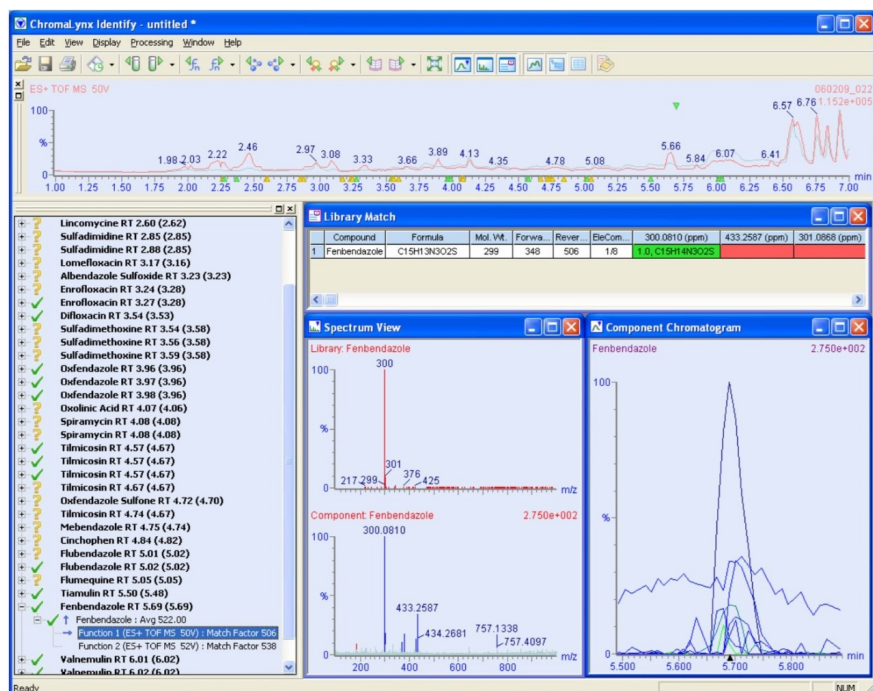 ChromaLynx Identify - untitled *
File Edit View Display Processing Window Help
ES+ TOF MS 50V
060209_022
1.152e+005
100
%
0
1.98 2.03 2.22 2.46 2.97 3.08 3.33 3.66 3.89 4.13 4.35 4.78 5.08 5.66 5.84 6.07 6.41 6.57 6.76
1.00 1.25 1.50 1.75 2.00 2.25 2.50 2.75 3.00 3.25 3.50 3.75 4.00 4.25 4.50 4.75 5.00 5.25 5.50 5.75 6.00 6.25 6.50 6.75 7.00 min
Lincomycine RT 2.60 (2.62)
Sulfadimidine RT 2.85 (2.85)
Sulfadimidine RT 2.88 (2.85)
Lomefloxacin RT 3.17 (3.16)
Albendazole Sulfoxide RT 3.23 (3.23)
Enrofloxacin RT 3.24 (3.28)
Enrofloxacin RT 3.27 (3.28)
Difloxacin RT 3.54 (3.53)
Sulfadimethoxine RT 3.54 (3.58)
Sulfadimethoxine RT 3.56 (3.58)
Sulfadimethoxine RT 3.59 (3.58)
Oxfendazole RT 3.96 (3.96)
Oxfendazole RT 3.97 (3.96)
Oxfendazole RT 3.98 (3.96)
Oxolinic Acid RT 4.07 (4.06)
Spiramycin RT 4.08 (4.08)
Spiramycin RT 4.08 (4.08)
Tilmicosin RT 4.57 (4.67)
Tilmicosin RT 4.57 (4.67)
Tilmicosin RT 4.57 (4.67)
Tilmicosin RT 4.67 (4.67)
Oxfendazole Sulfone RT 4.72 (4.70)
Tilmicosin RT 4.74 (4.67)
Mebendazole RT 4.75 (4.74)
Cinchophen RT 4.84 (4.82)
Flubendazole RT 5.01 (5.02)
Flubendazole RT 5.02 (5.02)
Flumequine RT 5.05 (5.05)
Tiamulin RT 5.50 (5.48)
Fenbendazole RT 5.69 (5.69)
Fenbendazole : Avg 522.00
Function 1 (ES+ TOF MS 50V) : Match Factor 506
Function 2 (ES+ TOF MS 52V) : Match Factor 538
Valnemulin RT 6.01 (6.02)
Valnemulin RT 6.02 (6.02)
Library Match
Compound Formula Mol. Wt. Forwa... Rever... EleCom... 300.0810 (ppm) 433.2587 (ppm) 301.0868 (ppm)
1 Fenbendazole C15H13N3O2S 299 348 506 1/8 1.0, C15H14N3O2S
Spectrum View
Library: Fenbendazole
300
100
%
0
217 299 301 376 425
m/z
Component: Fenbendazole 2.750e+002
300.0810
100
%
0
433.2587
434.2681
757.1338
757.4097
200 400 600 800 m/z
Component Chromatogram
Fenbendazole 2.750e+002
100
%
0
5.500 5.600 5.700 5.800 min
Ready
NUM